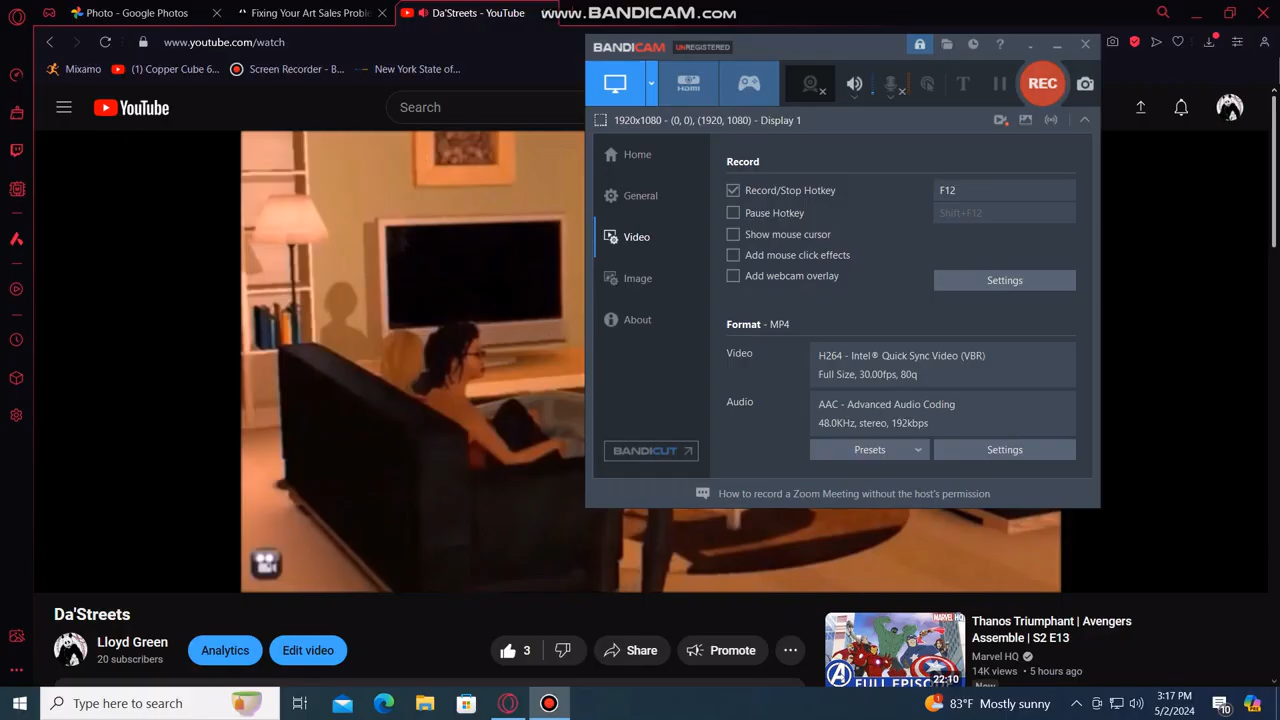 Photo - Google Photos
Fixing Your Art Sales Proble
Da'Streets - YouTube
www.BANDICAM.com
www.youtube.com/watch
Mixamo
(1) Copper Cube 6...
Screen Recorder - B...
New York State of...
YouTube
Search
BANDICAM UNREGISTERED
HDMI
T
REC
1920x1080 - (0, 0), (1920, 1080) - Display 1
Home
General
Video
Image
About
BANDICUT
Record
Record/Stop Hotkey
F12
Pause Hotkey
Shift+F12
Show mouse cursor
Add mouse click effects
Add webcam overlay
Settings
Format - MP4
Video
H264 - Intel® Quick Sync Video (VBR)
Full Size, 30.00fps, 80q
Audio
AAC - Advanced Audio Coding
48.0KHz, stereo, 192kbps
Presets
Settings
How to record a Zoom Meeting without the host's permission
Da'Streets
Lloyd Green
20 subscribers
Analytics
Edit video
3
Share
Promote
MARVEL HQ
FULL EPISO
22:10
Thanos Triumphant | Avengers
Assemble | S2 E13
Marvel HQ
14K views • 5 hours ago
New
Type here to search
83°F Mostly sunny
3:17 PM
5/2/2024
10